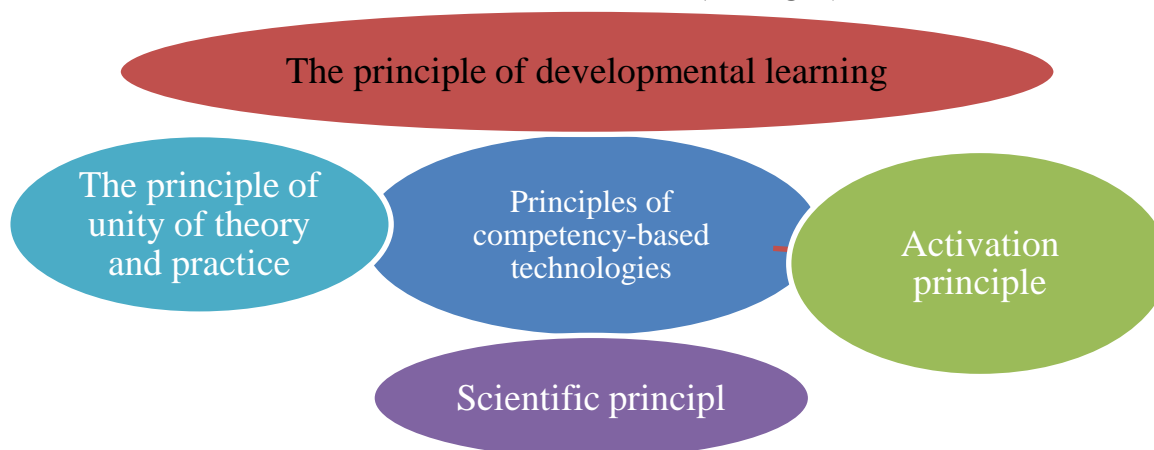 The principle of developmental learning
The principle of
unity of theory
and practice
Principles of
competency-based
technologies
Activation
principle
Scientific principl